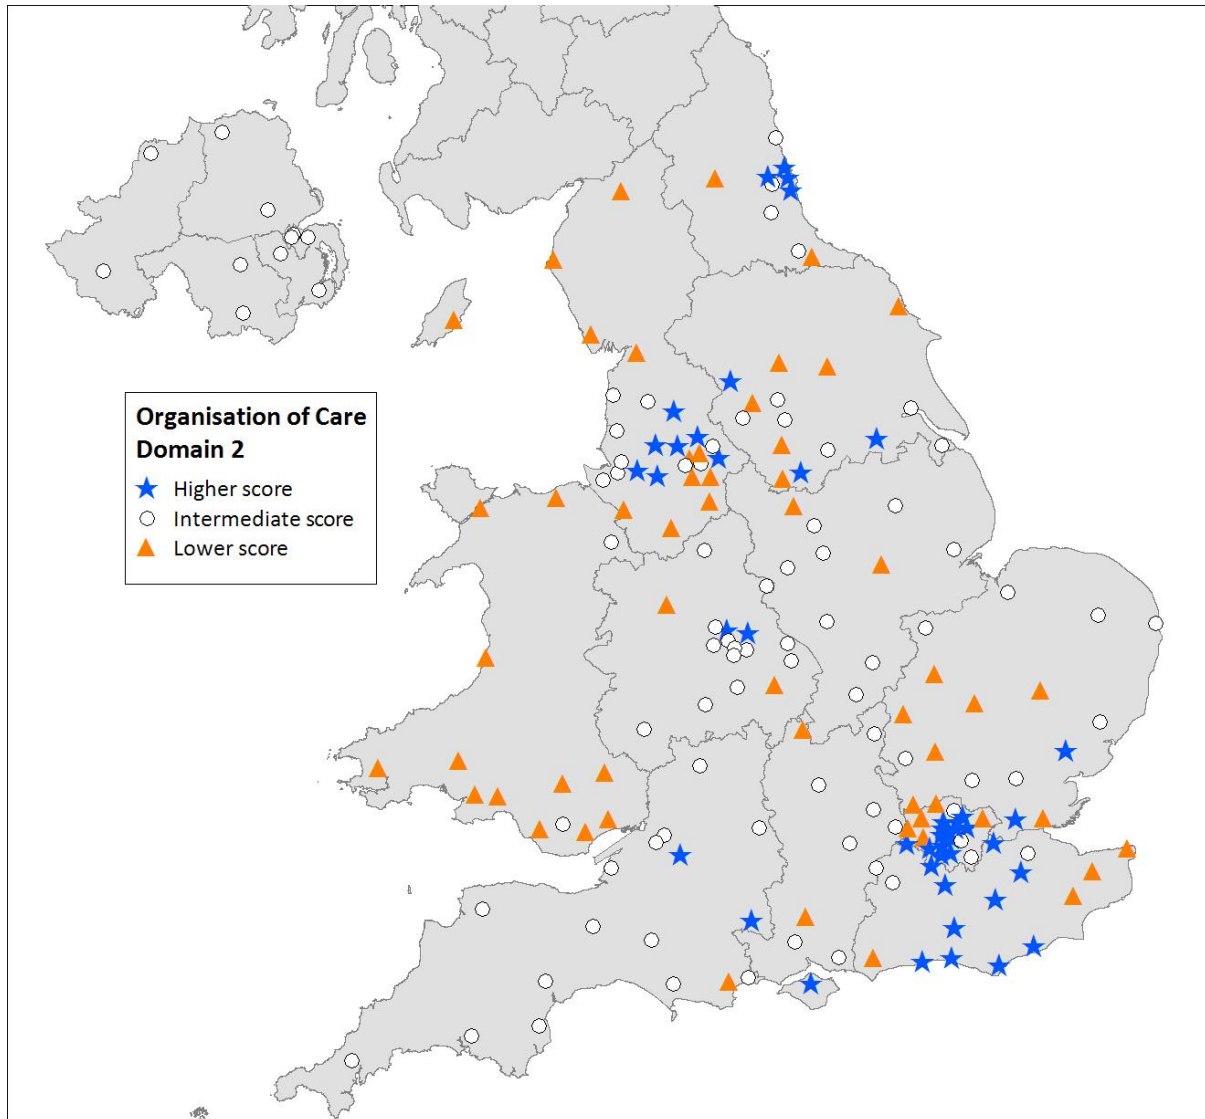 Organisation of Care
Domain 2
Higher score
Intermediate score
Lower score